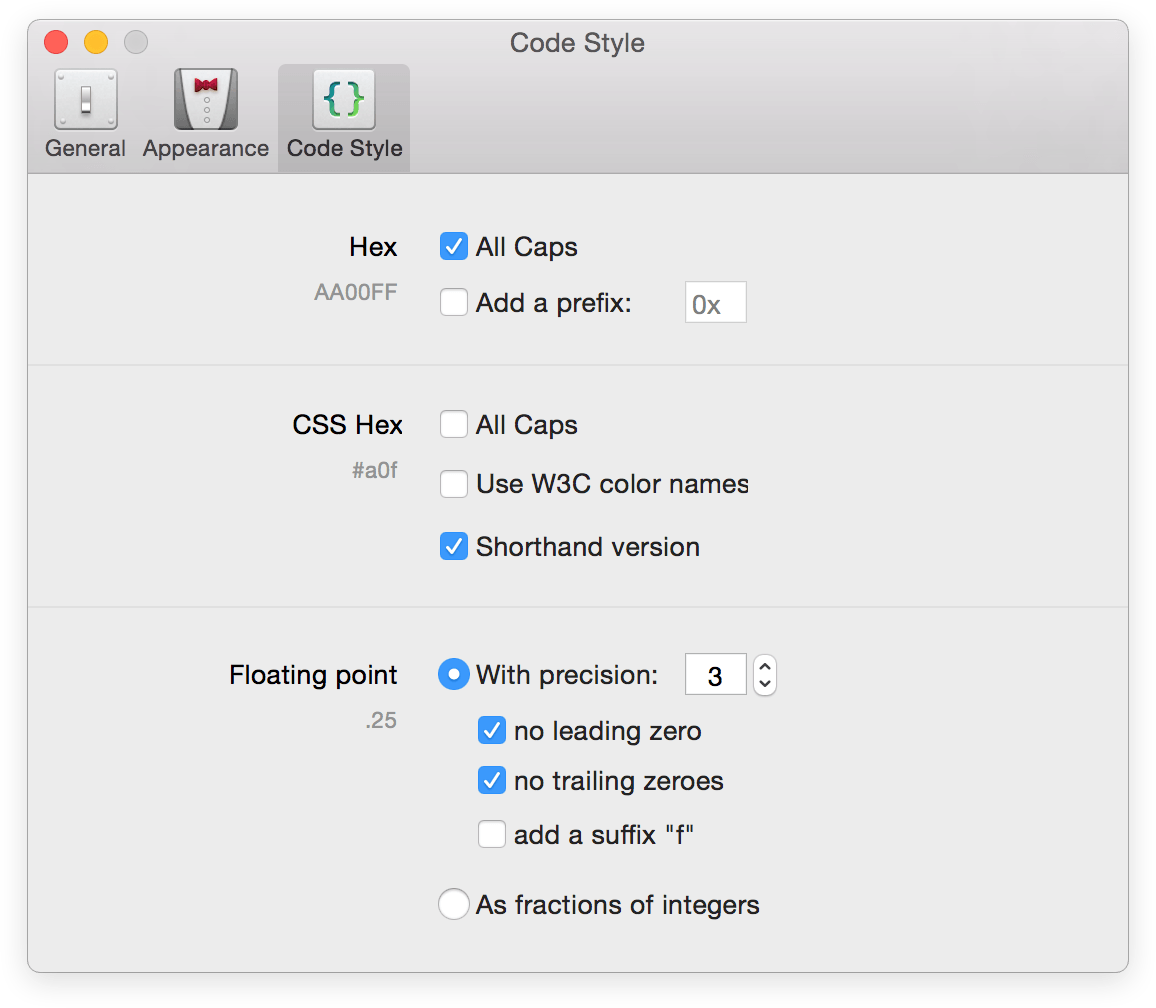 Code Style
General Appearance Code Style
Hex All Caps
AA00FF
Add a prefix: 0x
CSS Hex All Caps
#a0f
Use W3C color names
Shorthand version
Floating point With precision: 3
.25
no leading zero
no trailing zeroes
add a suffix "f"
As fractions of integers